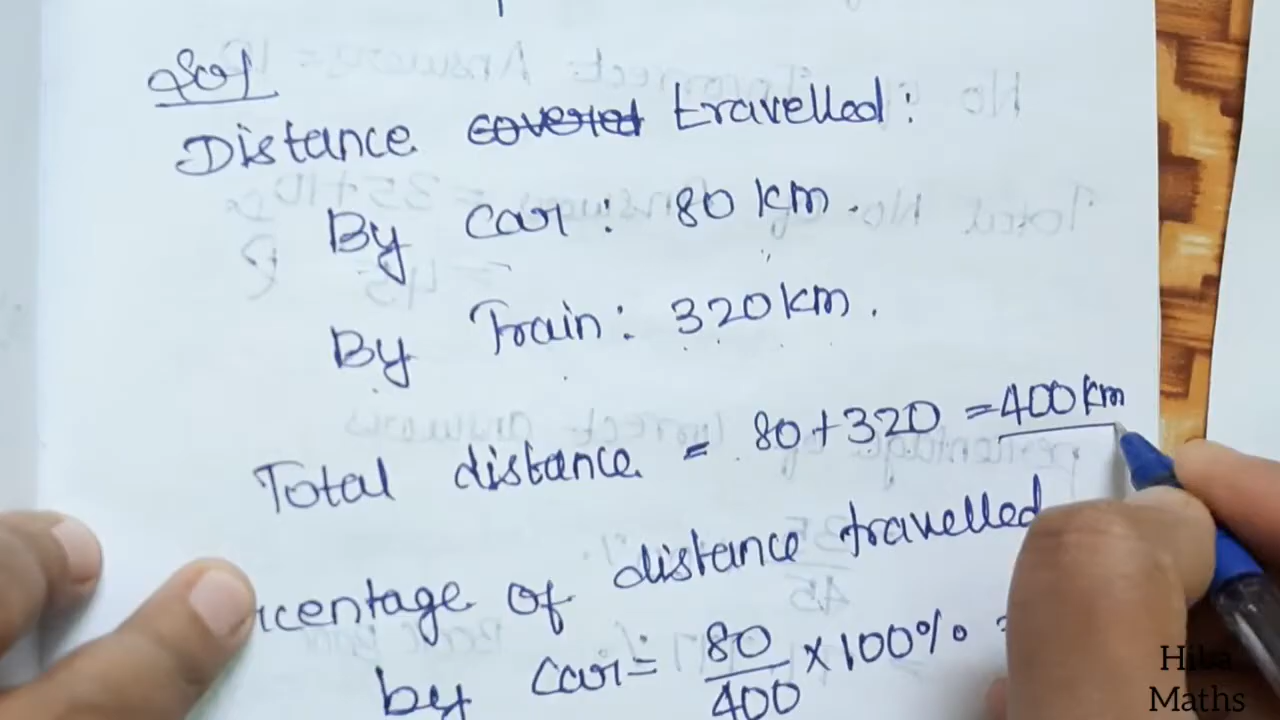 Sol
Distance covered travelled:
By Car: 80 km.
By Train: 320 km.
Total distance = 80+320 =400 km
rcentage of distance travelled
by Car= 80/400 ×100%
Hiba
Maths